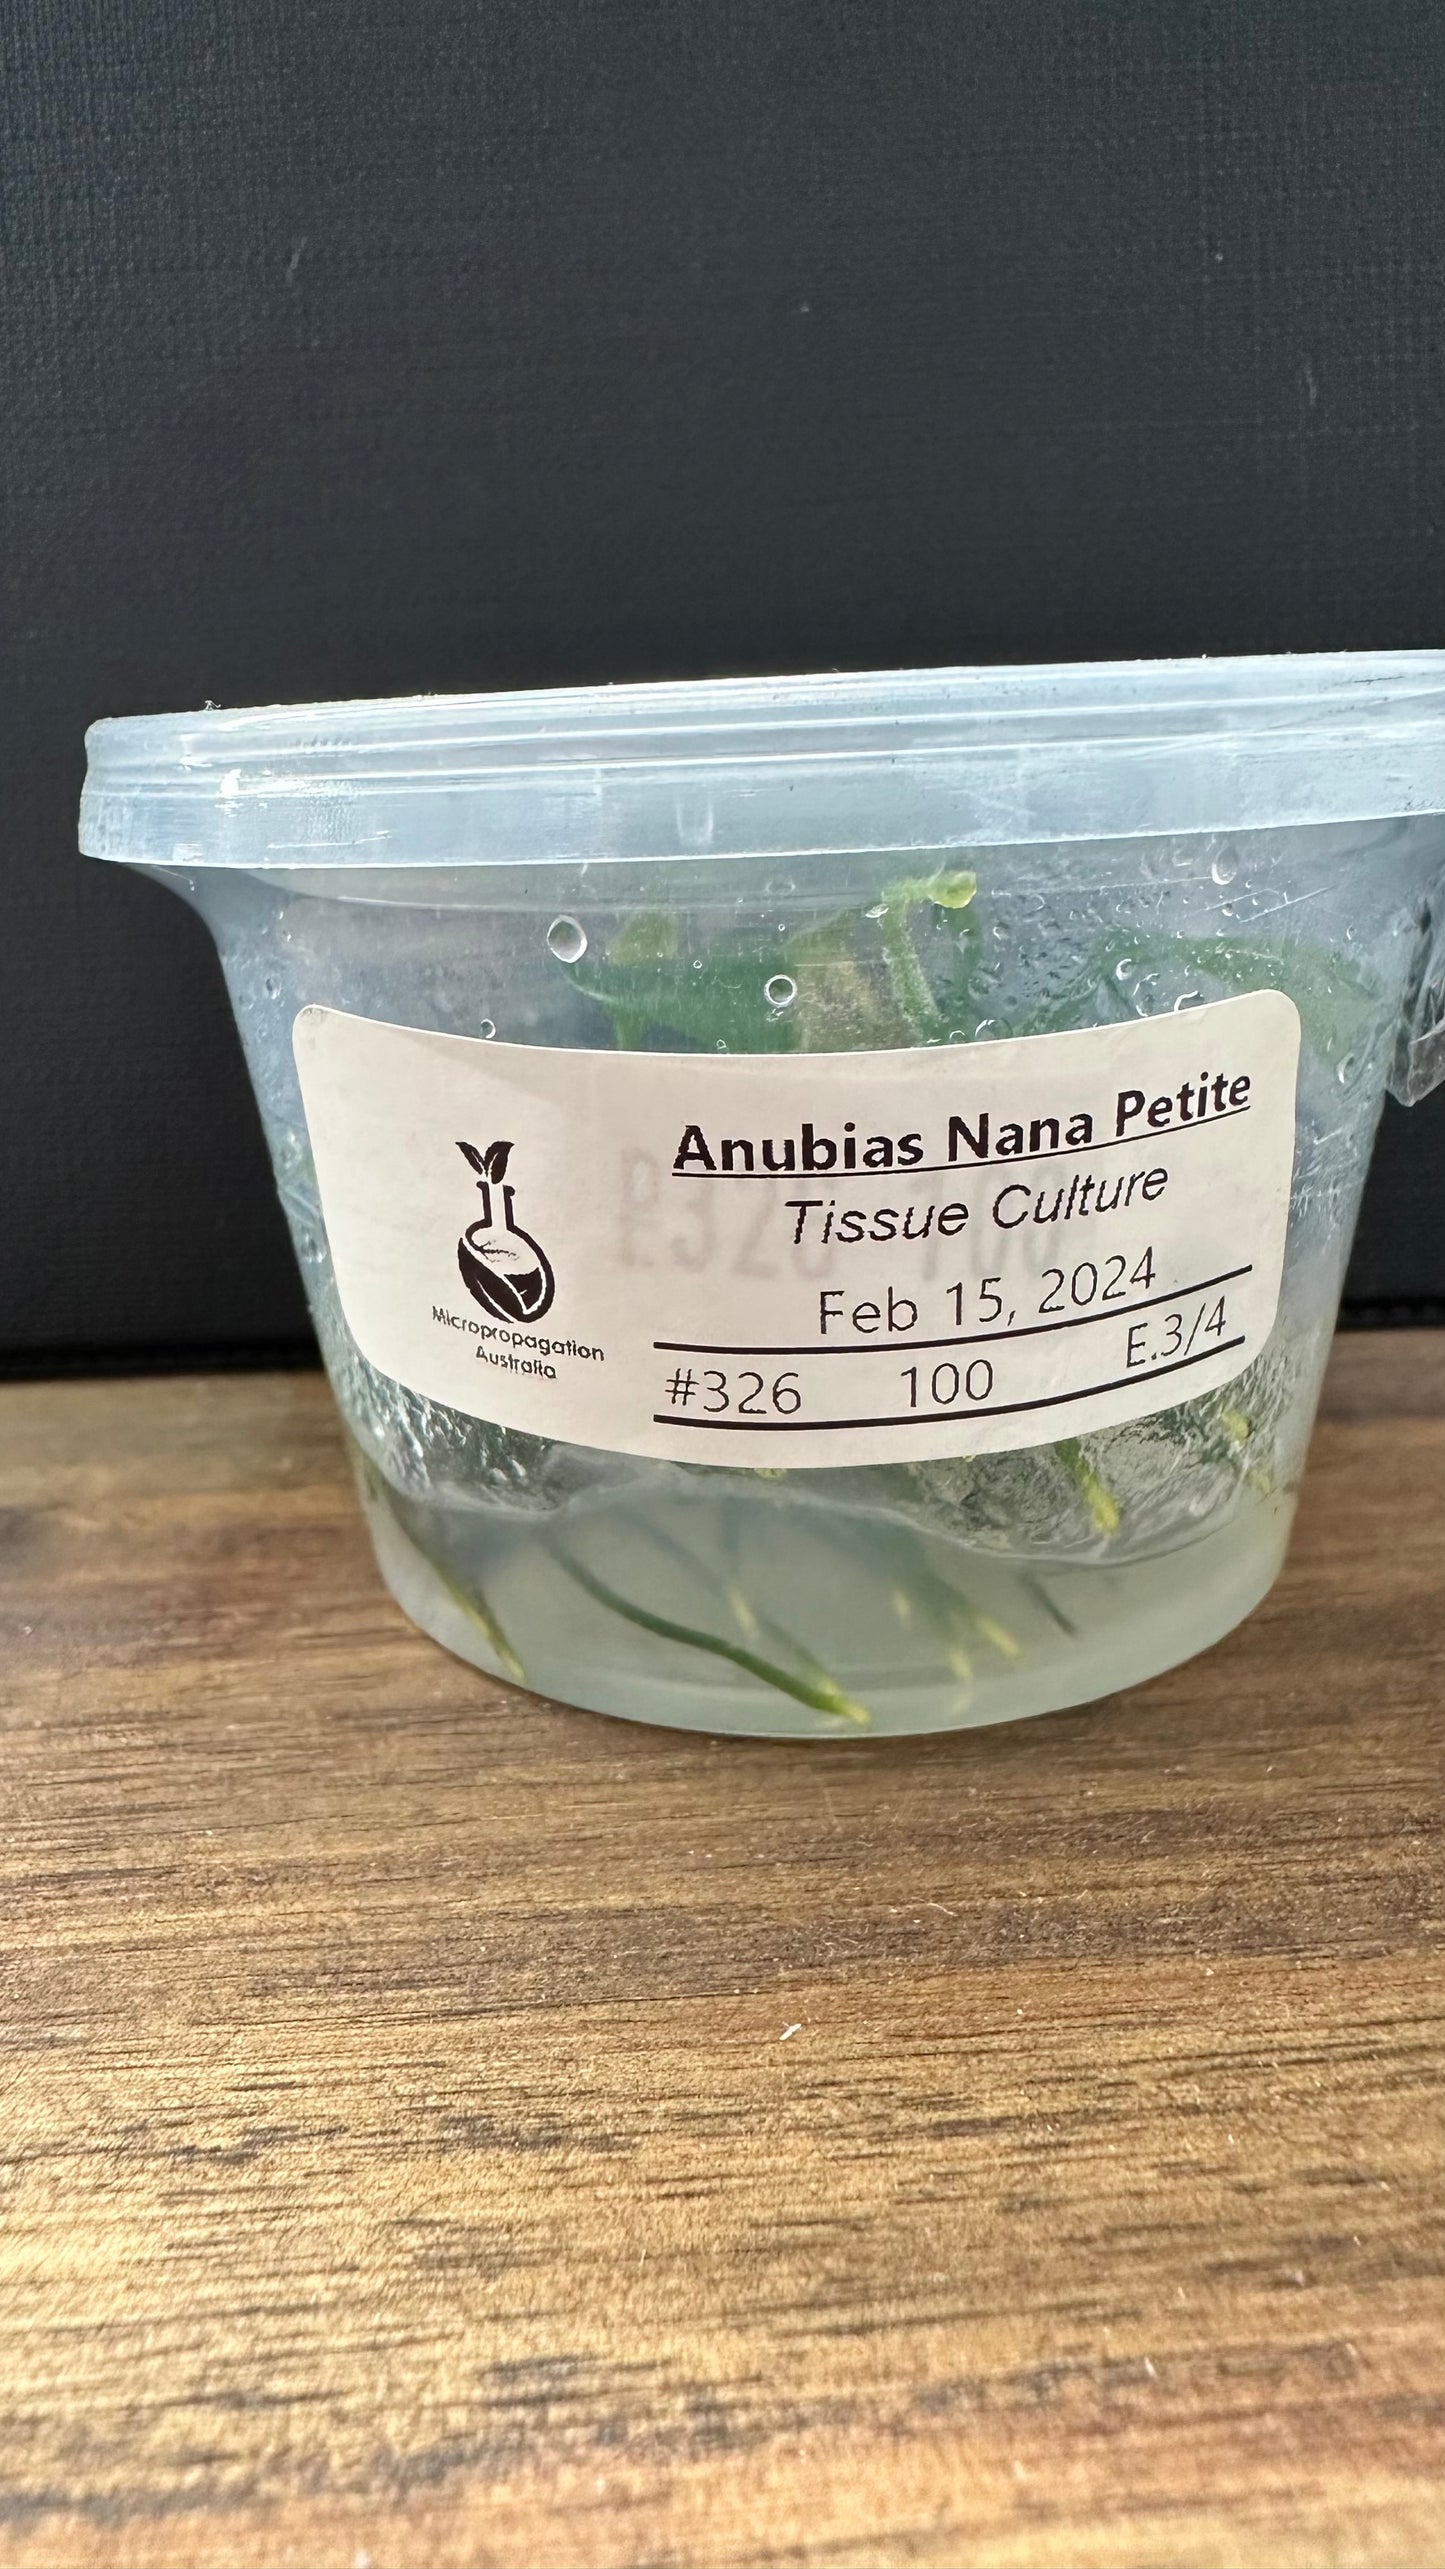 Anubias Nana Petite
Tissue Culture
Feb 15, 2024
#326 100 E.3/4
Micropropagation
Australia